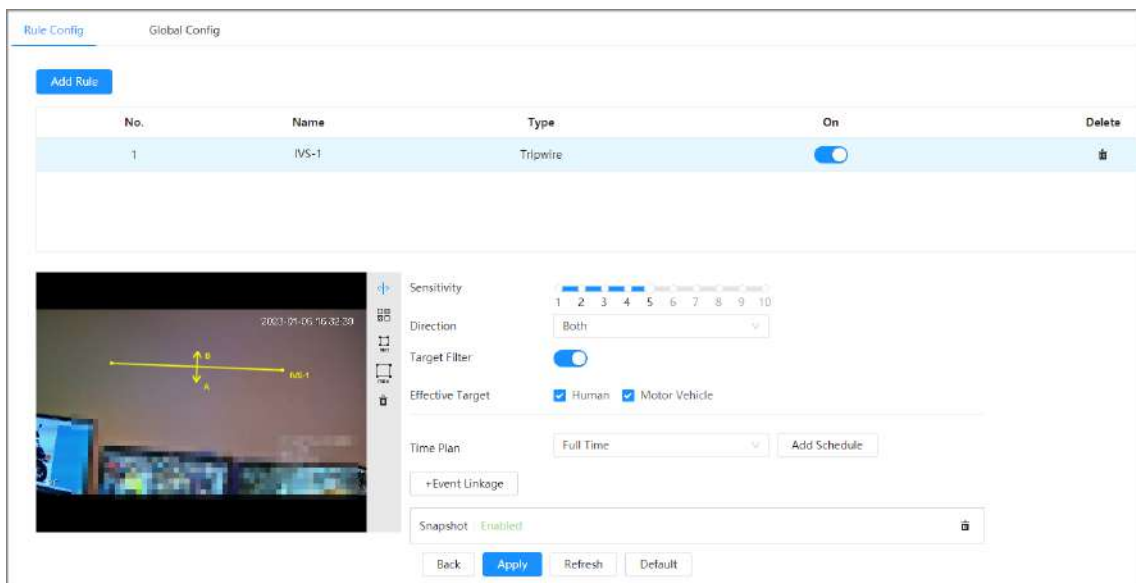 Rule Config Global Config
Add Rule
No. Name Type On Delete
1 IVS-1 Tripwire
2023-01-06 16:32:39
B
A
IVS-1
Sensitivity
1 2 3 4 5 6 7 8 9 10
Direction Both
Target Filter
Effective Target Human Motor Vehicle
Time Plan Full Time Add Schedule
+Event Linkage
Snapshot Enabled
Back Apply Refresh Default